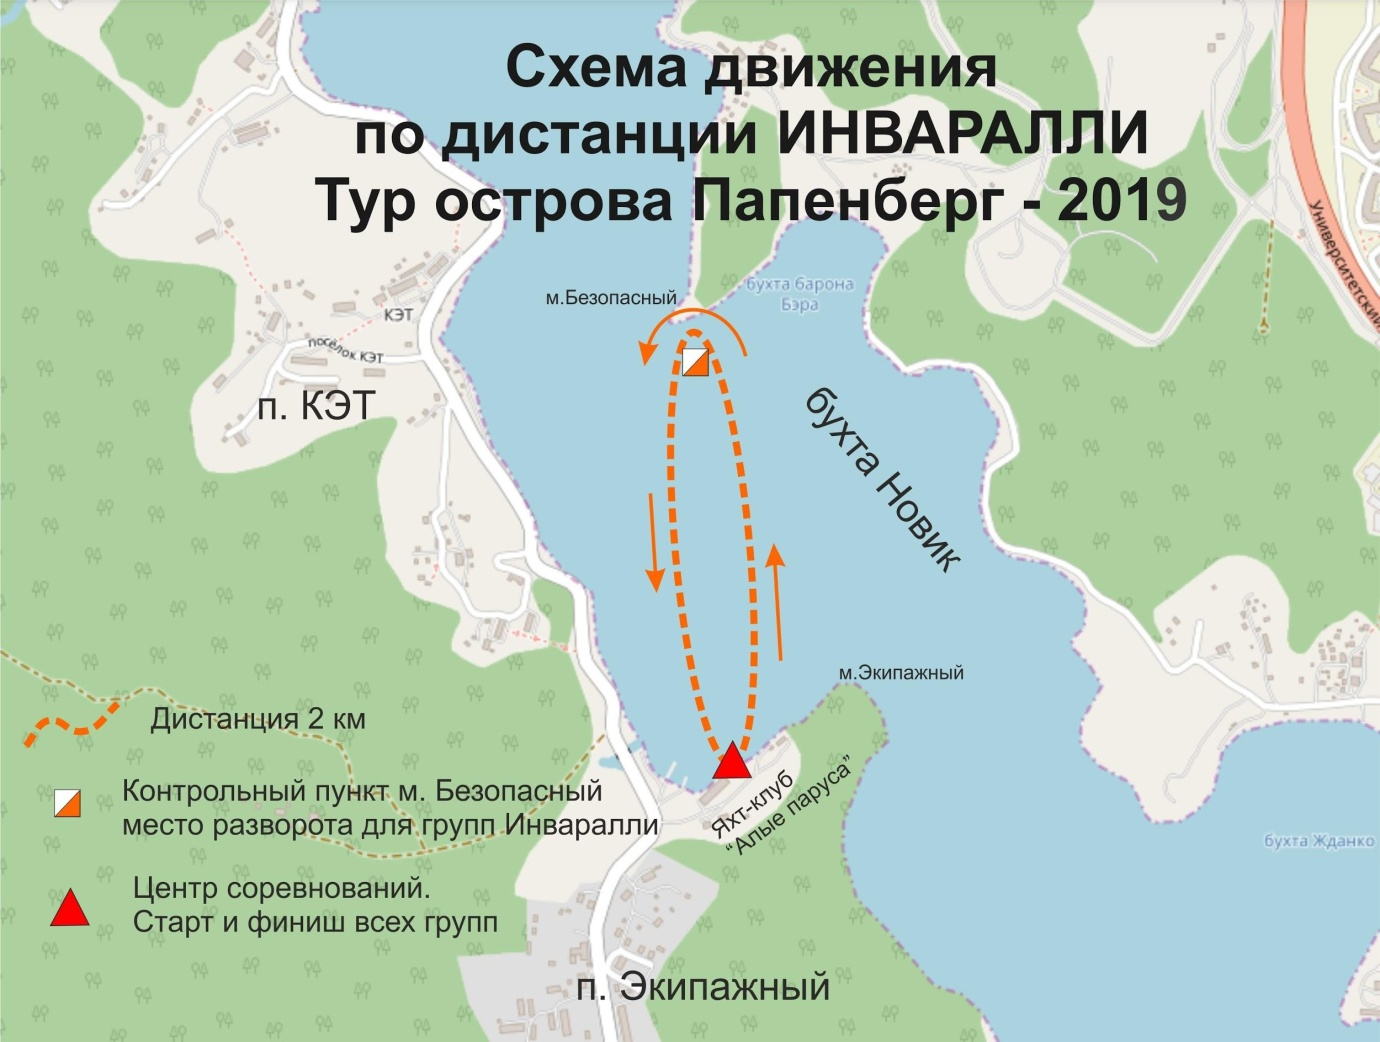 Схема движения
по дистанции ИНВАРАЛЛИ
Тур острова Папенберг - 2019
Университетский
м.Безопасный
бухта барона
Бэра
КЭТ
посёлок КЭТ
п. КЭТ
бухта Новик
м.Экипажный
Дистанция 2 км
Контрольный пункт м. Безопасный
место разворота для групп Инваралли
Яхт-клуб
“Алые паруса”
бухта Жданко
Центр соревнований.
Старт и финиш всех групп
п. Экипажный